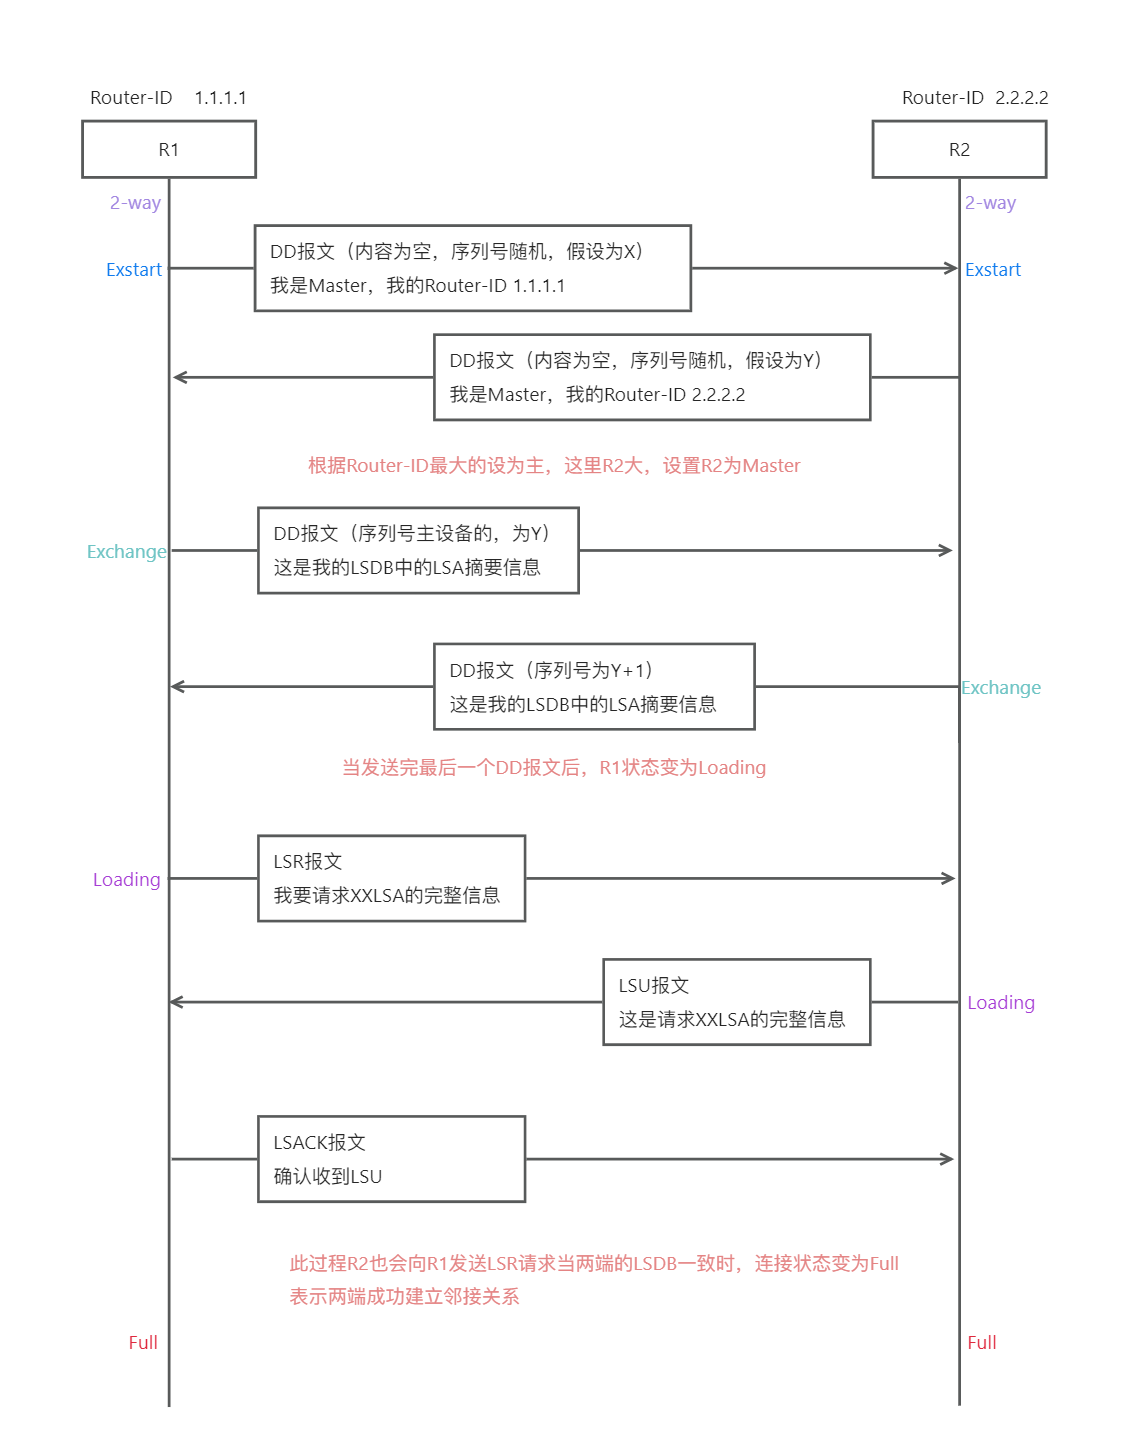 Router-ID 1.1.1.1
Router-ID 2.2.2.2
R1
R2
2-way
2-way
DD报文（内容为空，序列号随机，假设为X）
我是Master，我的Router-ID 1.1.1.1
Exstart
Exstart
DD报文（内容为空，序列号随机，假设为Y）
我是Master，我的Router-ID 2.2.2.2
根据Router-ID最大的设为主，这里R2大，设置R2为Master
DD报文（序列号主设备的，为Y）
这是我的LSDB中的LSA摘要信息
Exchange
DD报文（序列号为Y+1）
这是我的LSDB中的LSA摘要信息
Exchange
当发送完最后一个DD报文后，R1状态变为Loading
LSR报文
我要请求XXLSA的完整信息
Loading
LSU报文
这是请求XXLSA的完整信息
Loading
LSACK报文
确认收到LSU
此过程R2也会向R1发送LSR请求当两端的LSDB一致时，连接状态变为Full
表示两端成功建立邻接关系
Full
Full